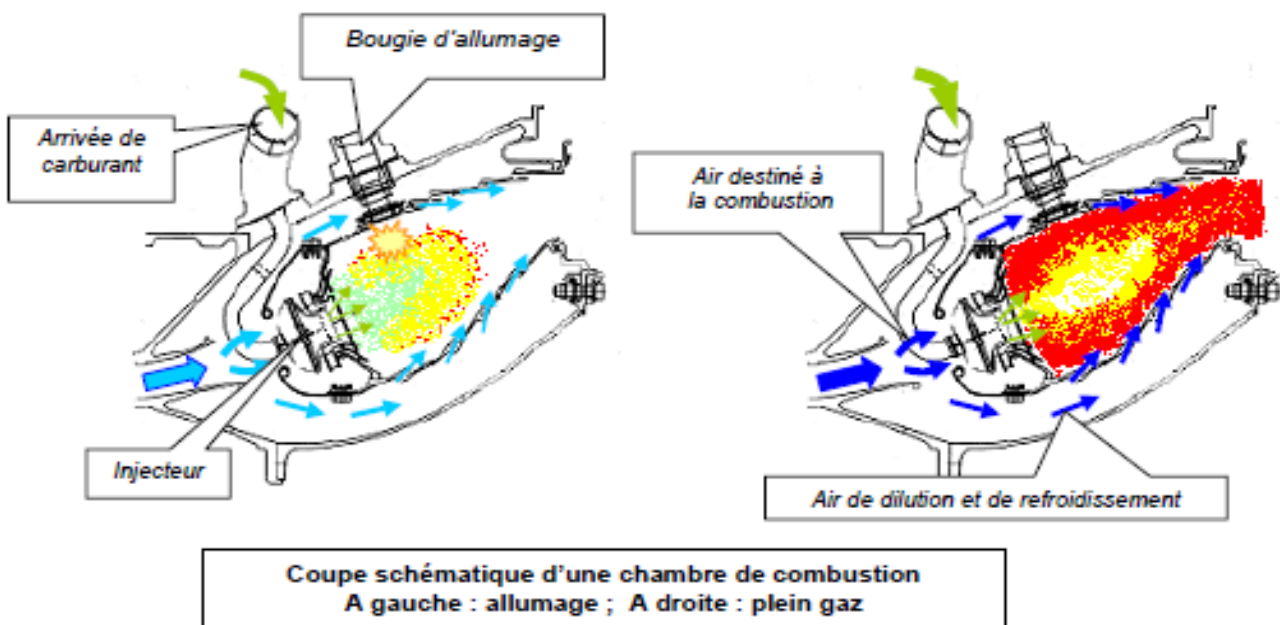 Bougie d'allumage
Arrivée de
carburant
Injecteur
Air destiné à
la combustion
Air de dilution et de refroidissement
Coupe schématique d'une chambre de combustion
A gauche : allumage ; A droite : plein gaz